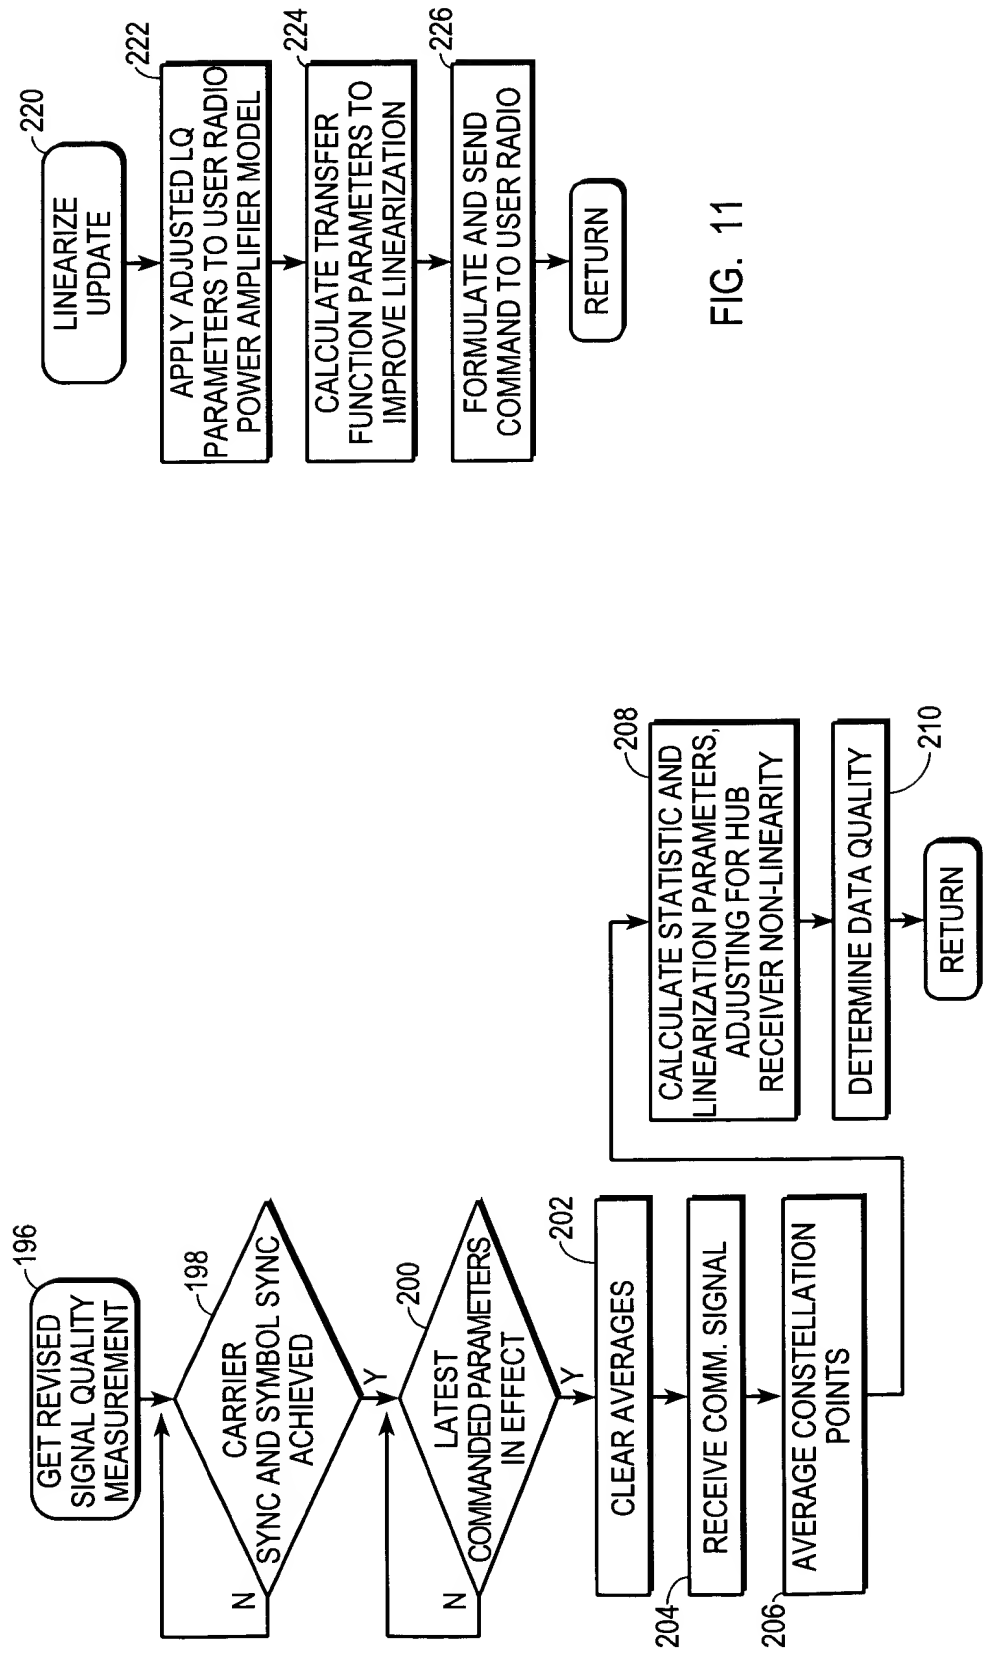 196
GET REVISED
SIGNAL QUALITY
MEASUREMENT
198
CARRIER
SYNC AND SYMBOL SYNC
ACHIEVED
N
Y
200
LATEST
COMMANDED PARAMETERS
IN EFFECT
N
Y
202
CLEAR AVERAGES
204
RECEIVE COMM. SIGNAL
206
AVERAGE CONSTELLATION
POINTS
208
CALCULATE STATISTIC AND
LINEARIZATION PARAMETERS,
ADJUSTING FOR HUB
RECEIVER NON-LINEARITY
210
DETERMINE DATA QUALITY
RETURN
220
LINEARIZE
UPDATE
222
APPLY ADJUSTED LQ
PARAMETERS TO USER RADIO
POWER AMPLIFIER MODEL
224
CALCULATE TRANSFER
FUNCTION PARAMETERS TO
IMPROVE LINEARIZATION
226
FORMULATE AND SEND
COMMAND TO USER RADIO
RETURN
FIG. 11